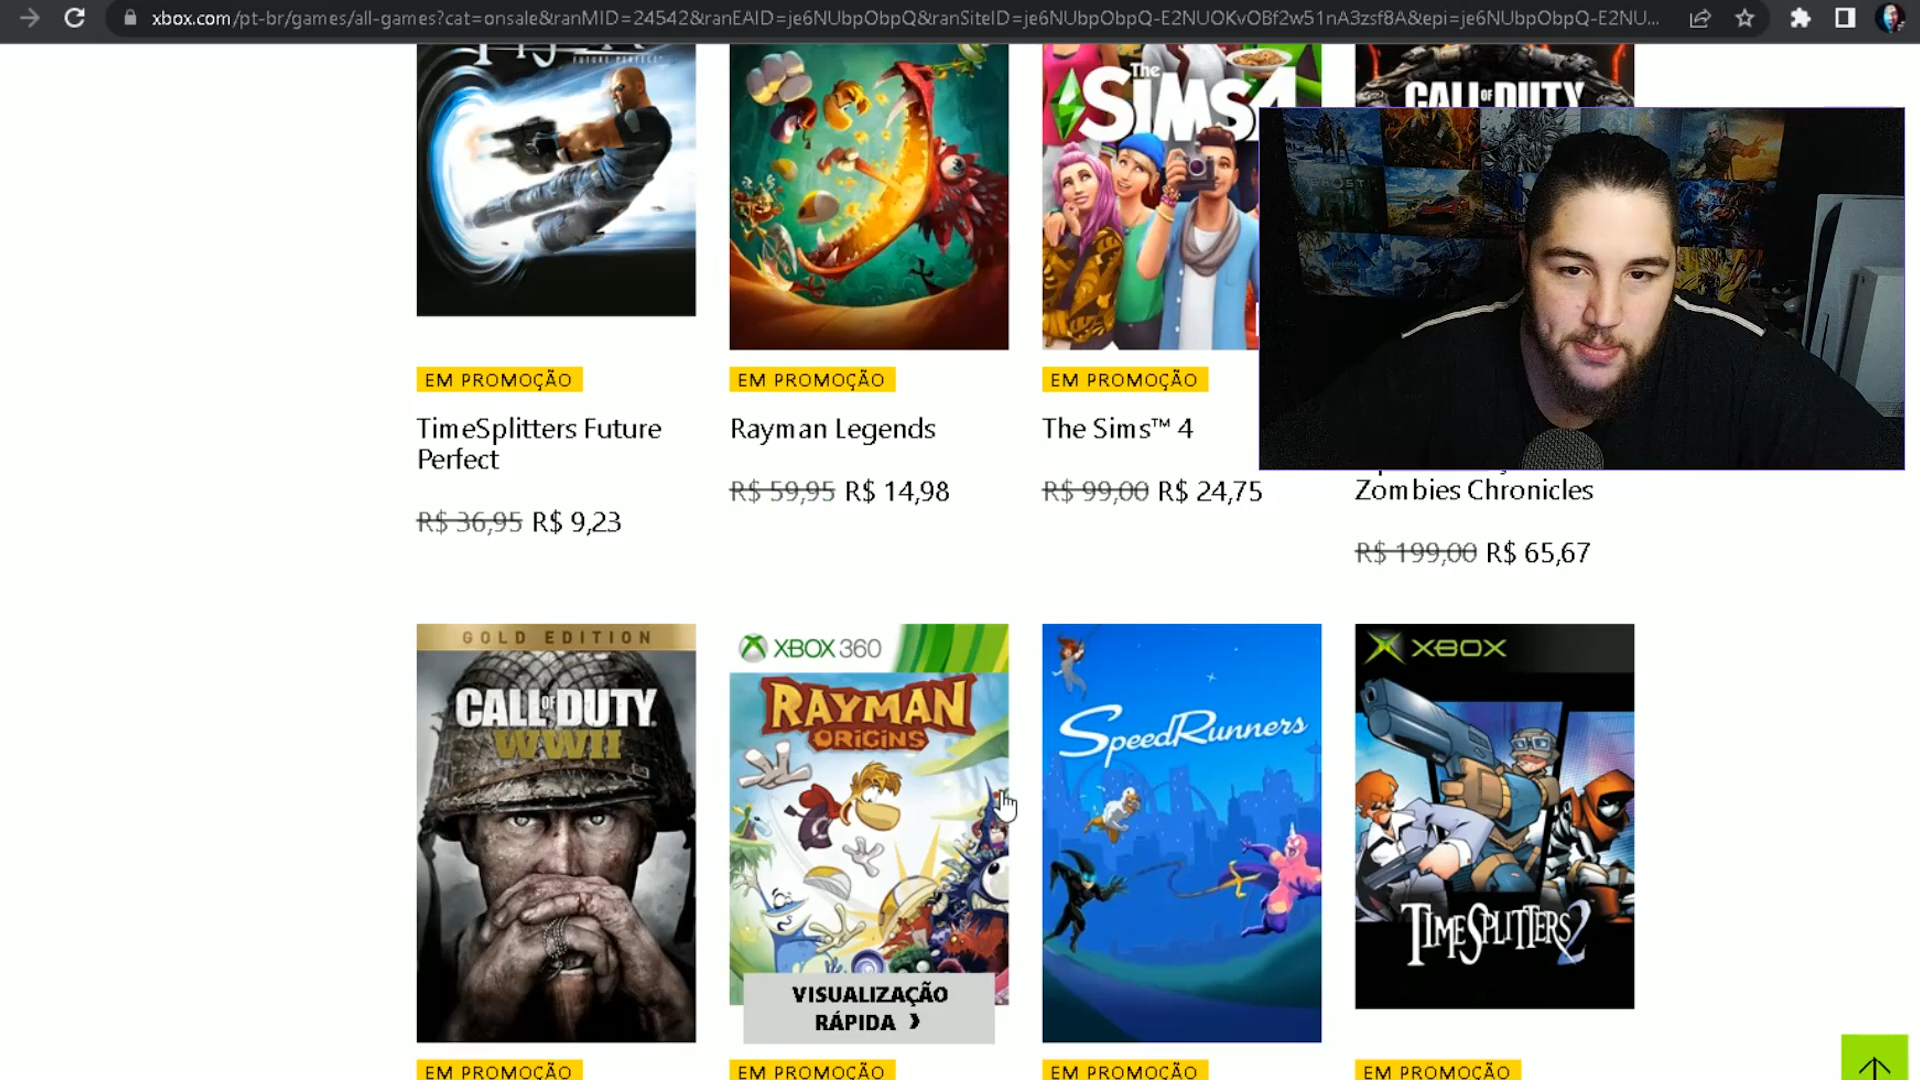 xbox.com/pt-br/games/all-games?cat=onsale&ranMID=24542&ranEAID=je6NUbpObpQ&ranSiteID=je6NUbpObpQ-E2NUOKvOBf2w51nA3zsf8A&epi=je6NUbpObpQ-E2NU...
FUTURE PERFECT
The
SIMS 4
CALL OF DUTY
GHOST
EM PROMOÇÃO
EM PROMOÇÃO
EM PROMOÇÃO
TimeSplitters Future
Perfect
Rayman Legends
The Sims™ 4
Zombies Chronicles
R$ 36,95 R$ 9,23
R$ 59,95 R$ 14,98
R$ 99,00 R$ 24,75
R$ 199,00 R$ 65,67
GOLD EDITION
CALL OF DUTY
WWII
XBOX 360
RAYMAN
ORIGINS
VISUALIZAÇÃO
RÁPIDA ❯
SpeedRunners
XBOX
TIMESPLITTERS 2
EM PROMOÇÃO
EM PROMOÇÃO
EM PROMOÇÃO
EM PROMOÇÃO